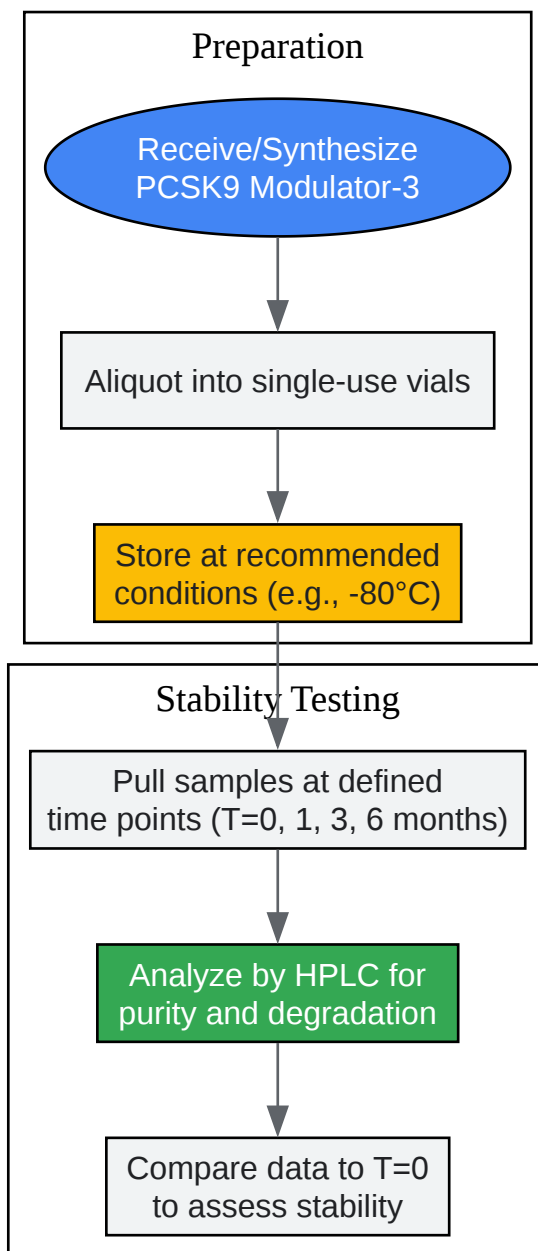 Preparation
Receive/Synthesize
PCSK9 Modulator-3
Aliquot into single-use vials
Store at recommended
conditions (e.g., -80°C)
Stability Testing
Pull samples at defined
time points (T=0, 1, 3, 6 months)
Analyze by HPLC for
purity and degradation
Compare data to T=0
to assess stability